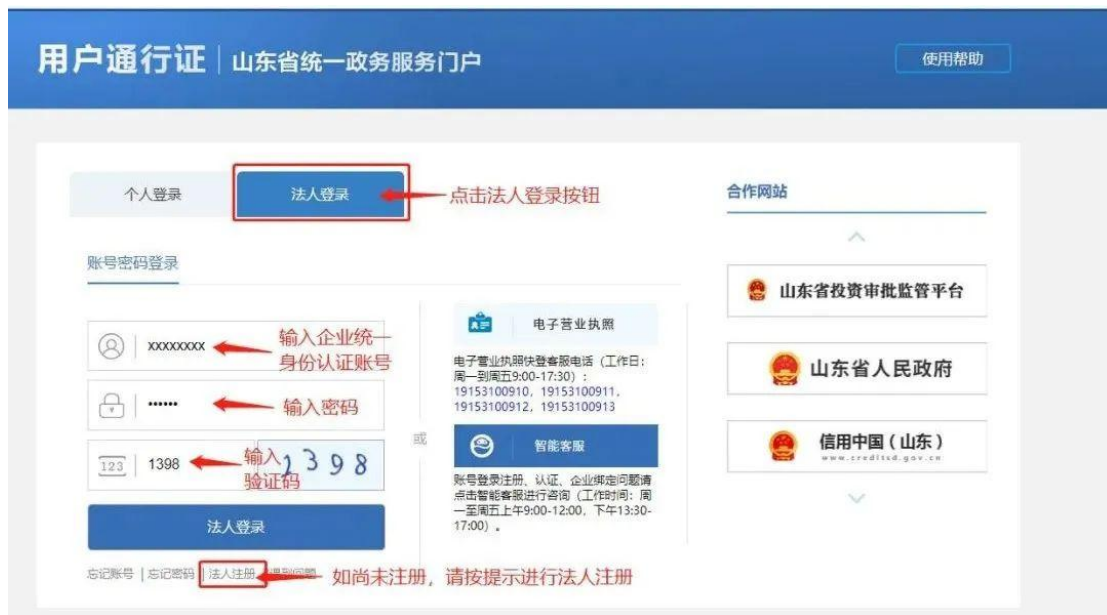 用户通行证 | 山东省统一政务服务门户
使用帮助
个人登录
法人登录
点击法人登录按钮
合作网站
账号密码登录
xxxxxxxx
输入企业统一
身份认证账号
••••••
输入密码
123
1398
输入
验证码
1398
法人登录
忘记账号 | 忘记密码 | 法人注册
如尚未注册，请按提示进行法人注册
或
电子营业执照
电子营业执照快登客服电话（工作日：
周一到周五9:00-17:30）：
19153100910，19153100911，
19153100912，19153100913
智能客服
账号登录注册、认证、企业绑定问题请
点击智能客服进行咨询（工作时间：周
一至周五上午9:00-12:00，下午13:30-
17:00）。
山东省投资审批监管平台
山东省人民政府
信用中国（山东）
www.creditsd.gov.cn